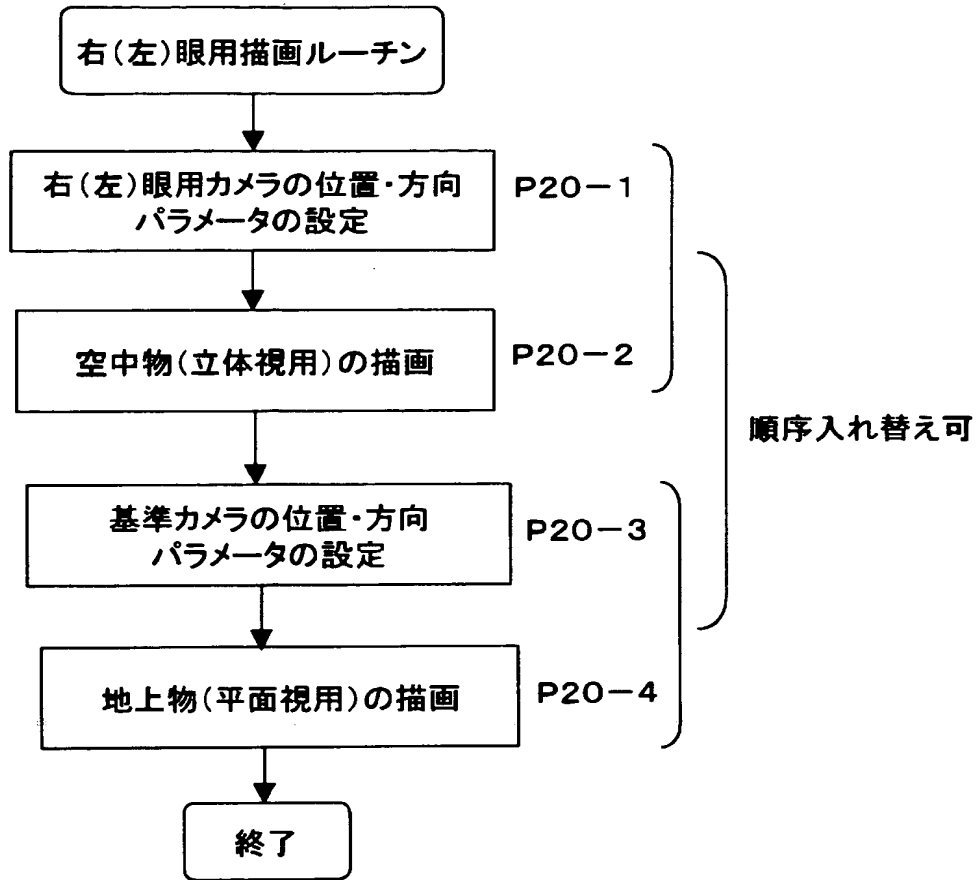 右(左)眼用描画ルーチン
右(左)眼用カメラの位置・方向
パラメータの設定
P20-1
空中物(立体視用)の描画
P20-2
順序入れ替え可
基準カメラの位置・方向
パラメータの設定
P20-3
地上物(平面視用)の描画
P20-4
終了